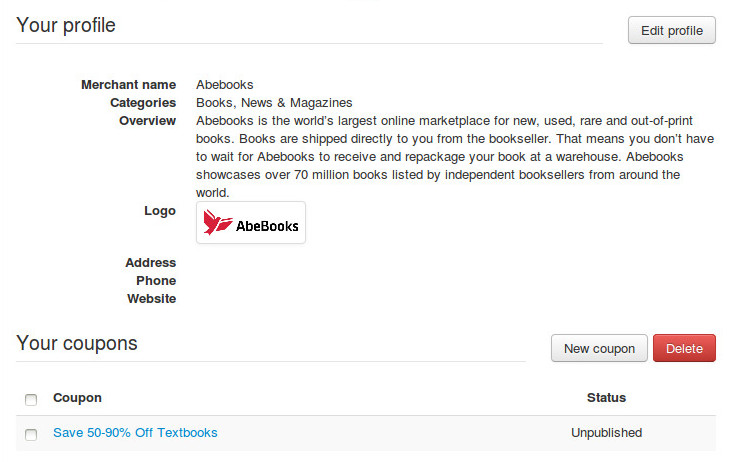 Your profile
Edit profile
Merchant name Abebooks
Categories Books, News & Magazines
Overview Abebooks is the world's largest online marketplace for new, used, rare and out-of-print
books. Books are shipped directly to you from the bookseller. That means you don't have
to wait for Abebooks to receive and repackage your book at a warehouse. Abebooks
showcases over 70 million books listed by independent booksellers from around the
world.
Logo
AbeBooks
Address
Phone
Website
Your coupons
New coupon Delete
Coupon Status
Save 50-90% Off Textbooks Unpublished